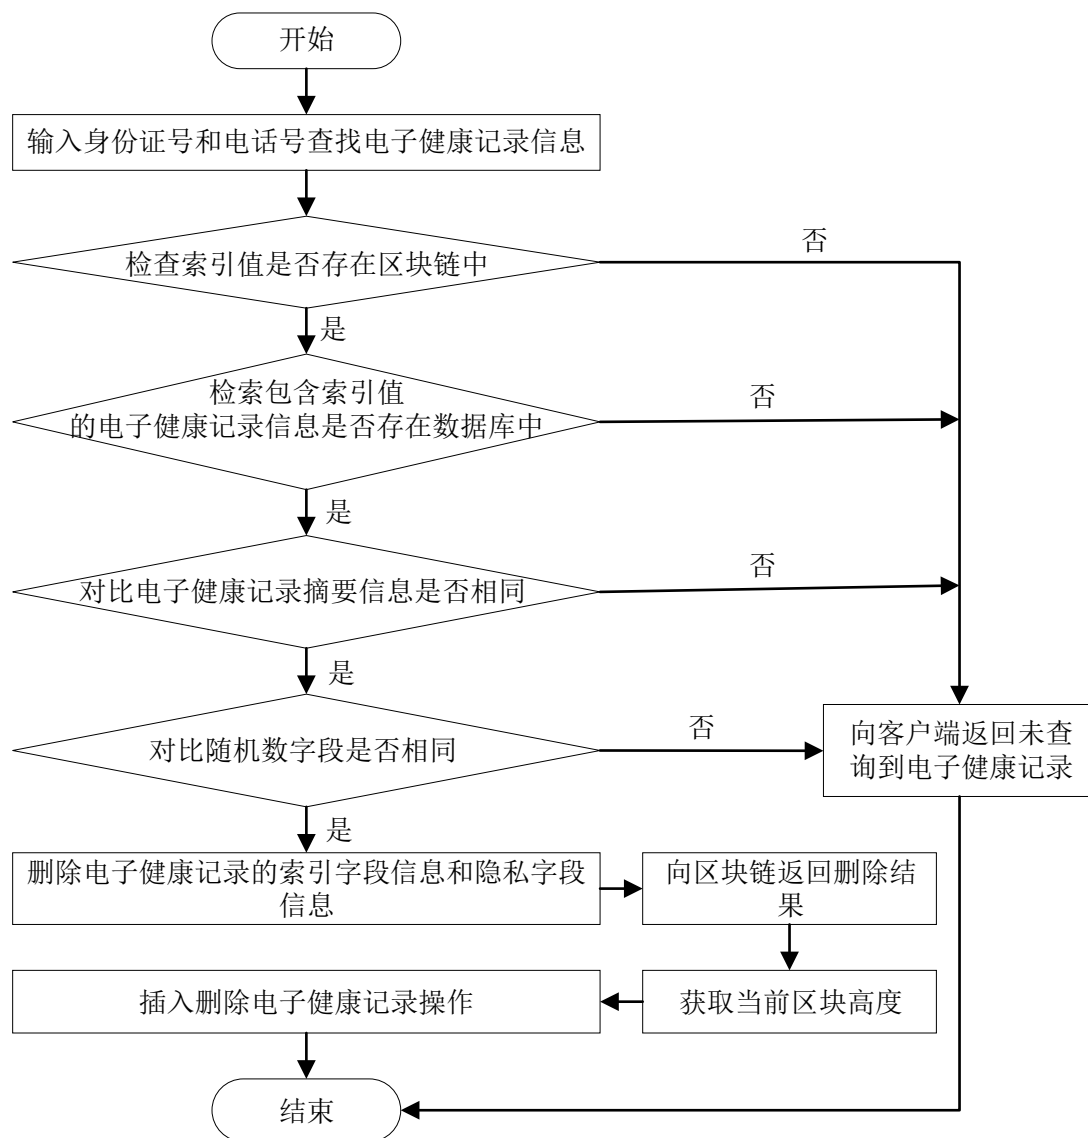 开始
输入身份证号和电话号查找电子健康记录信息
检查索引值是否存在区块链中
否
是
检索包含索引值
的电子健康记录信息是否存在数据库中
否
是
对比电子健康记录摘要信息是否相同
否
是
对比随机数字段是否相同
否
向客户端返回未查
询到电子健康记录
是
删除电子健康记录的索引字段信息和隐私字段
信息
向区块链返回删除结
果
插入删除电子健康记录操作
获取当前区块高度
结束